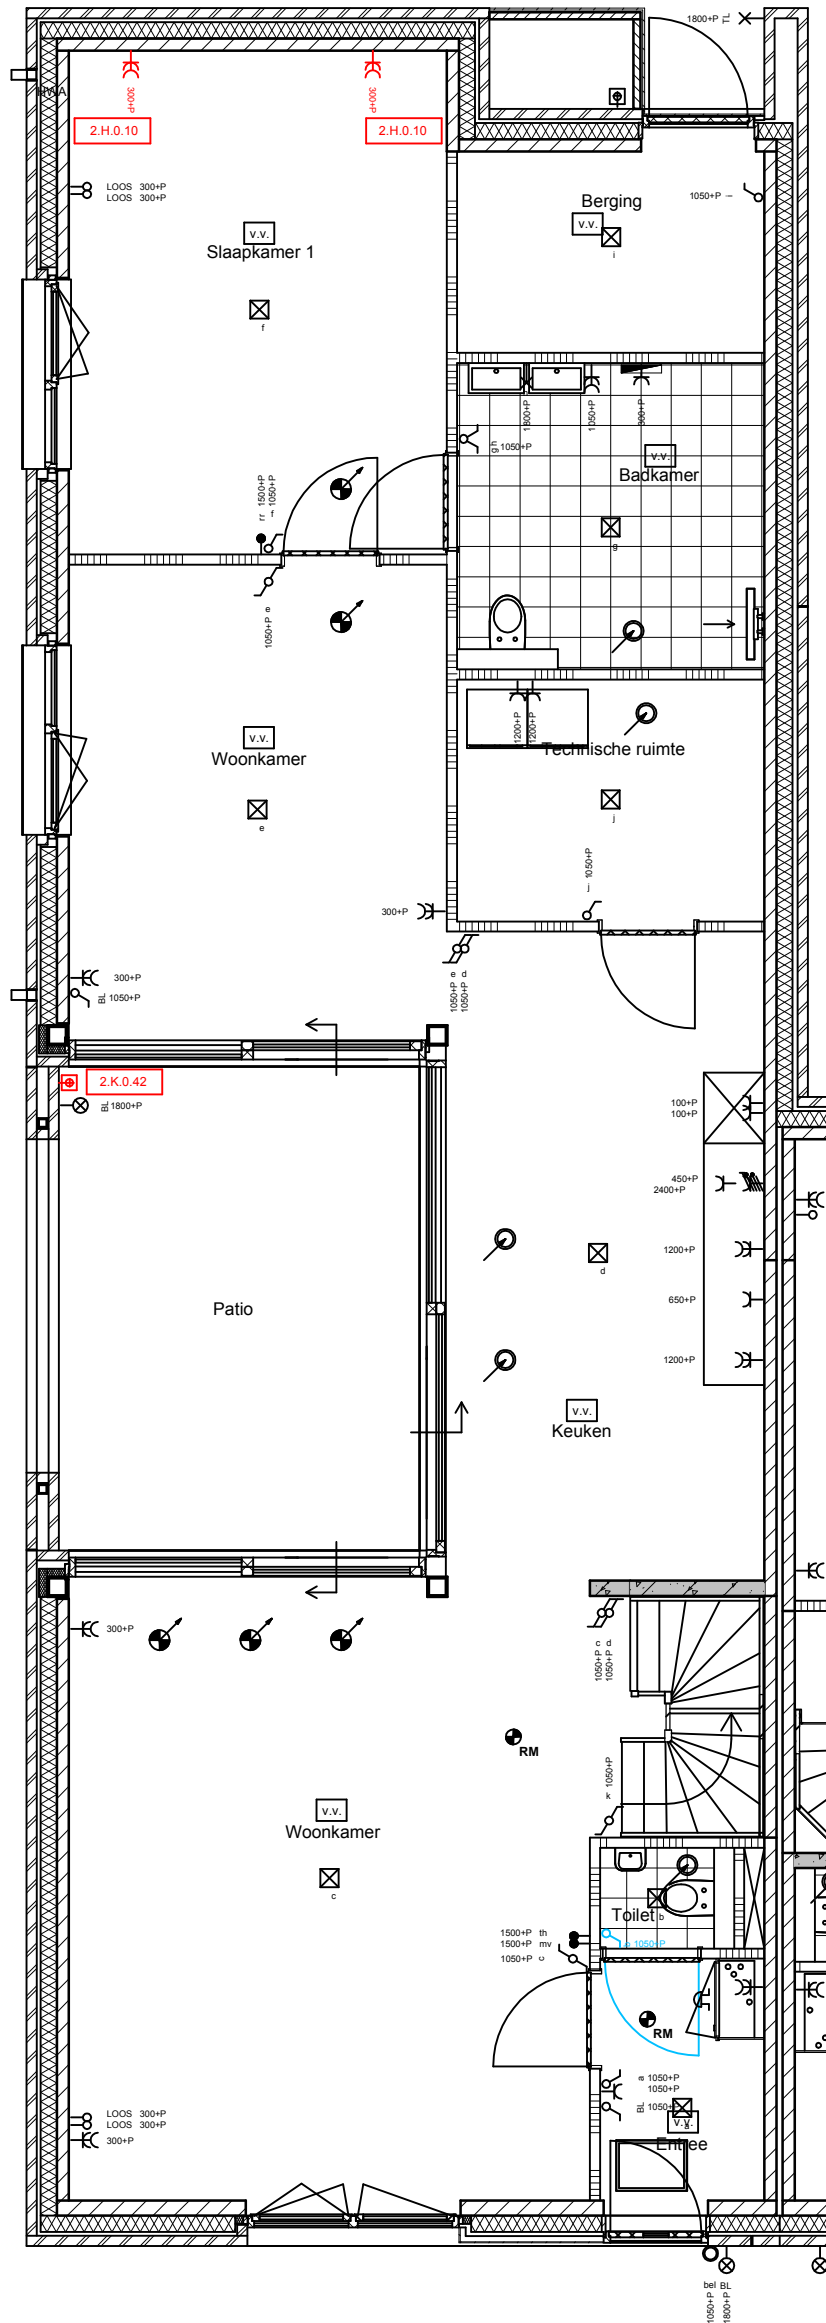 1800+P TL
HWA
300+P
300+P
2.H.0.10
2.H.0.10
LOOS 300+P
LOOS 300+P
1050+P
Berging
v.v.
i
v.v.
Slaapkamer 1
f
1800+P
1050+P
300+P
g h 1050+P
v.v.
Badkamer
g
rr 1500+P
f 1050+P
e
1050+P
1200+P
1200+P
Technische ruimte
j
v.v.
Woonkamer
e
j 1050+P
300+P
e d
1050+P
1050+P
300+P
BL 1050+P
2.K.0.42
BL 1800+P
100+P
100+P
450+P
2400+P
1200+P
650+P
1200+P
d
Patio
v.v.
Keuken
300+P
c d
1050+P
1050+P
RM
k 1050+P
v.v.
Woonkamer
c
Toilet b
b 1050+P
1500+P th
1500+P mv
1050+P c
RM
a 1050+P
1050+P
BL 1050+P
v.v.
a
Entree
LOOS 300+P
LOOS 300+P
300+P
bel BL
1050+P
1800+P